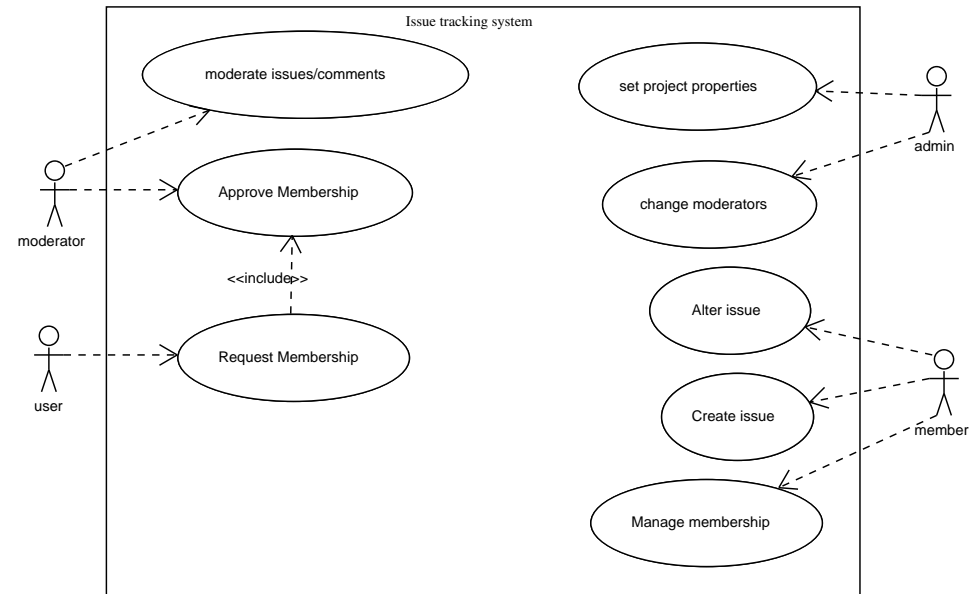 Issue tracking system
moderate issues/comments
set project properties
admin
Approve Membership
change moderators
moderator
<<include>>
Alter issue
Request Membership
user
Create issue
member
Manage membership